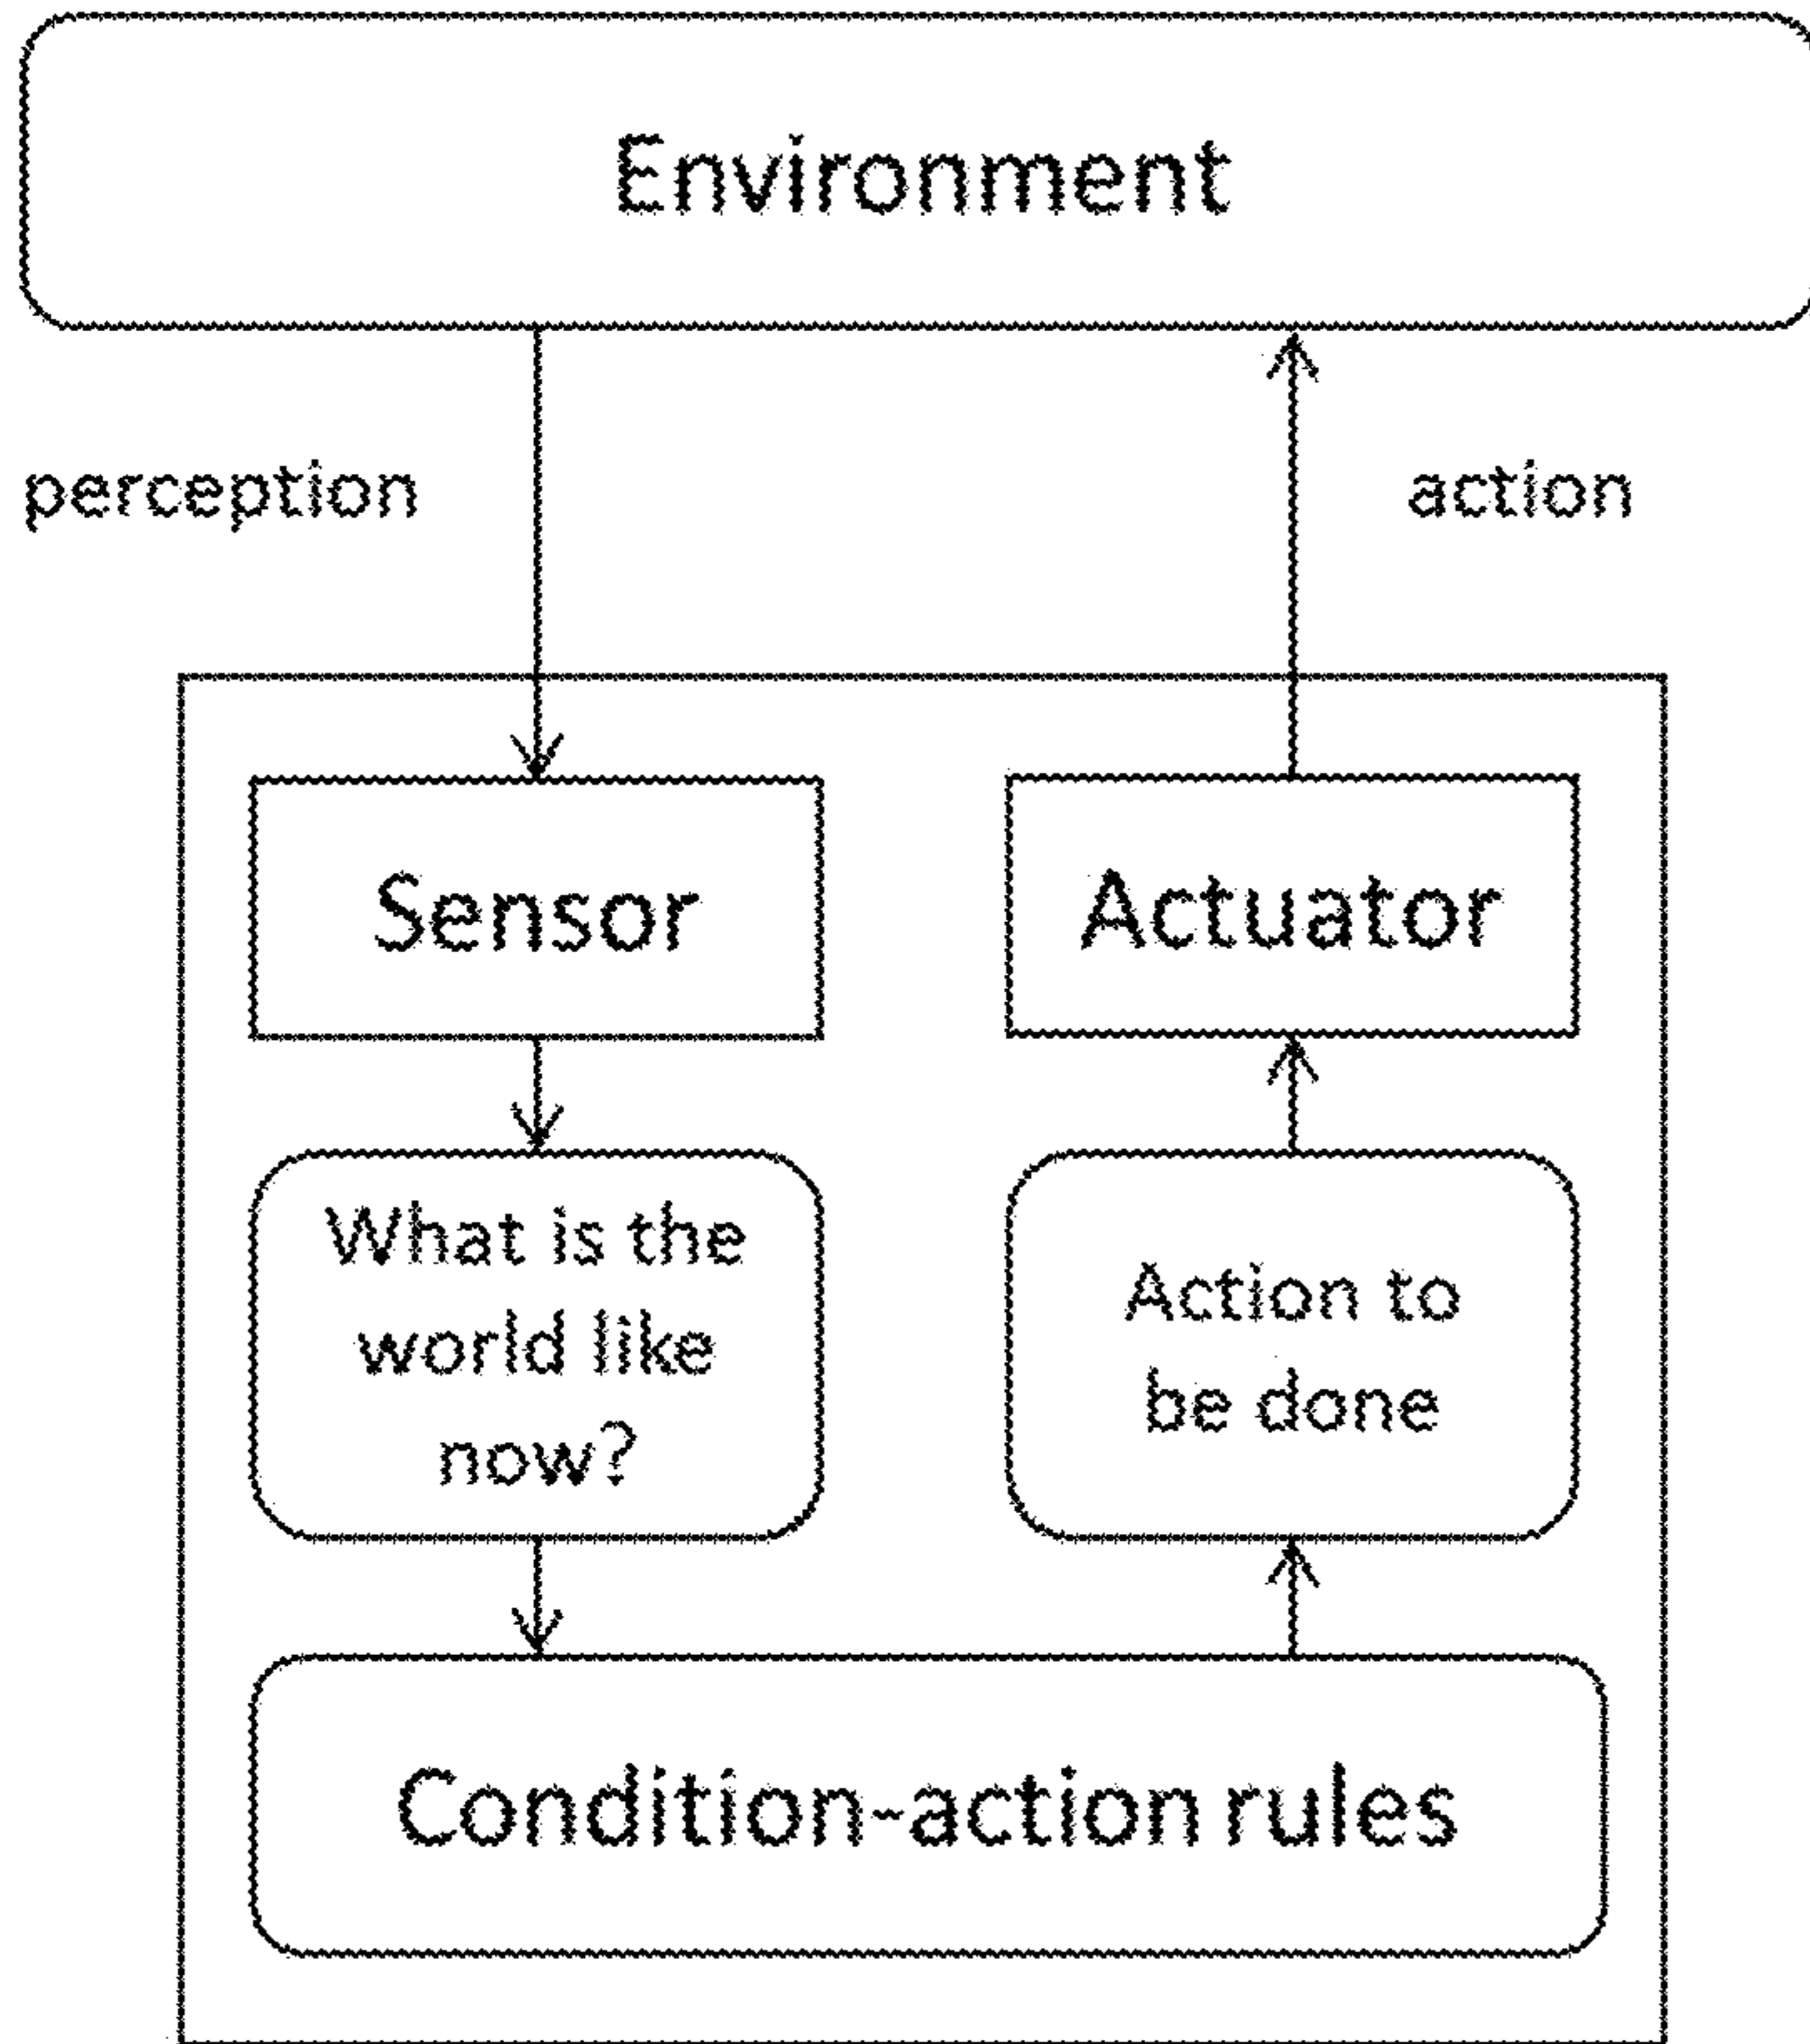 Environment
perception
action
Sensor
Actuator
What is the
world like
now?
Action to
be done
Condition-action rules